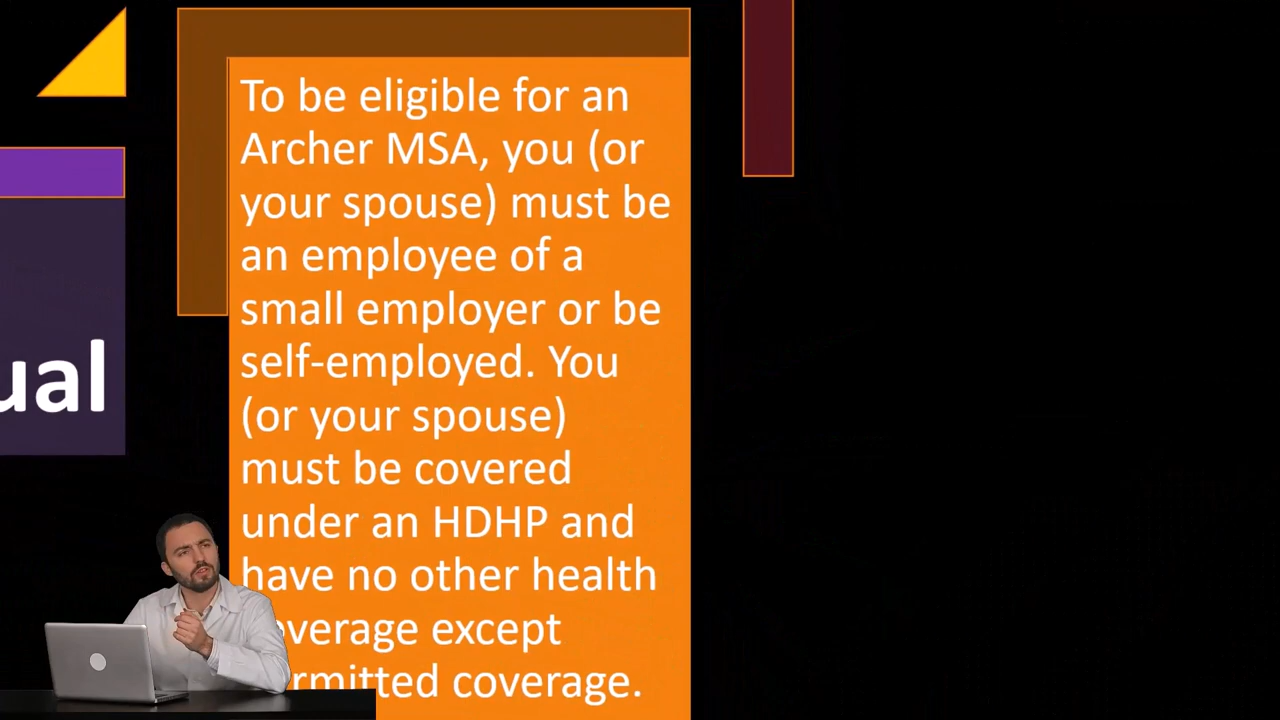 To be eligible for an
Archer MSA, you (or
your spouse) must be
an employee of a
small employer or be
self-employed. You
(or your spouse)
must be covered
under an HDHP and
have no other health
verage except
rmitted coverage.
ual